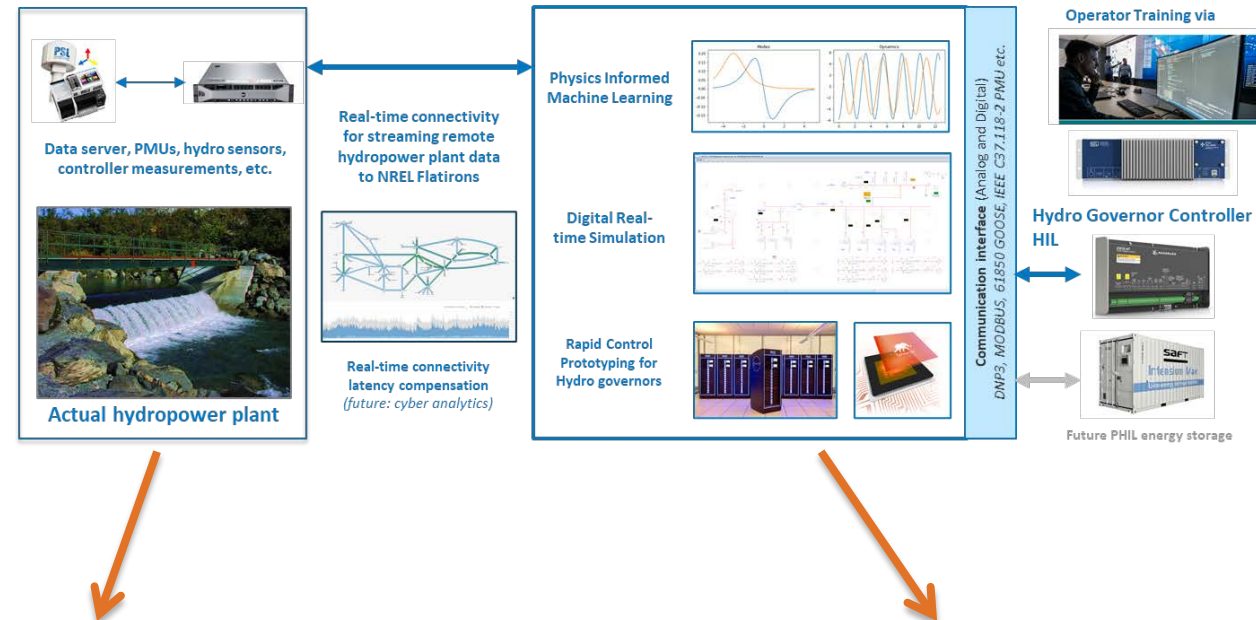 PSL
Data server, PMUs, hydro sensors,
controller measurements, etc.
Actual hydropower plant
Real-time connectivity
for streaming remote
hydropower plant data
to NREL Flatirons
Real-time connectivity
latency compensation
(future: cyber analytics)
Physics Informed
Machine Learning
Modes
Dynamics
Digital Real-
time Simulation
Rapid Control
Prototyping for
Hydro governors
Communication interface (Analog and Digital)
DNP3, MODBUS, 61850 GOOSE, IEEE C37.118-2 PMU etc.
Operator Training via
Hydro Governor Controller
HIL
saft
Intension Max
Future PHIL energy storage